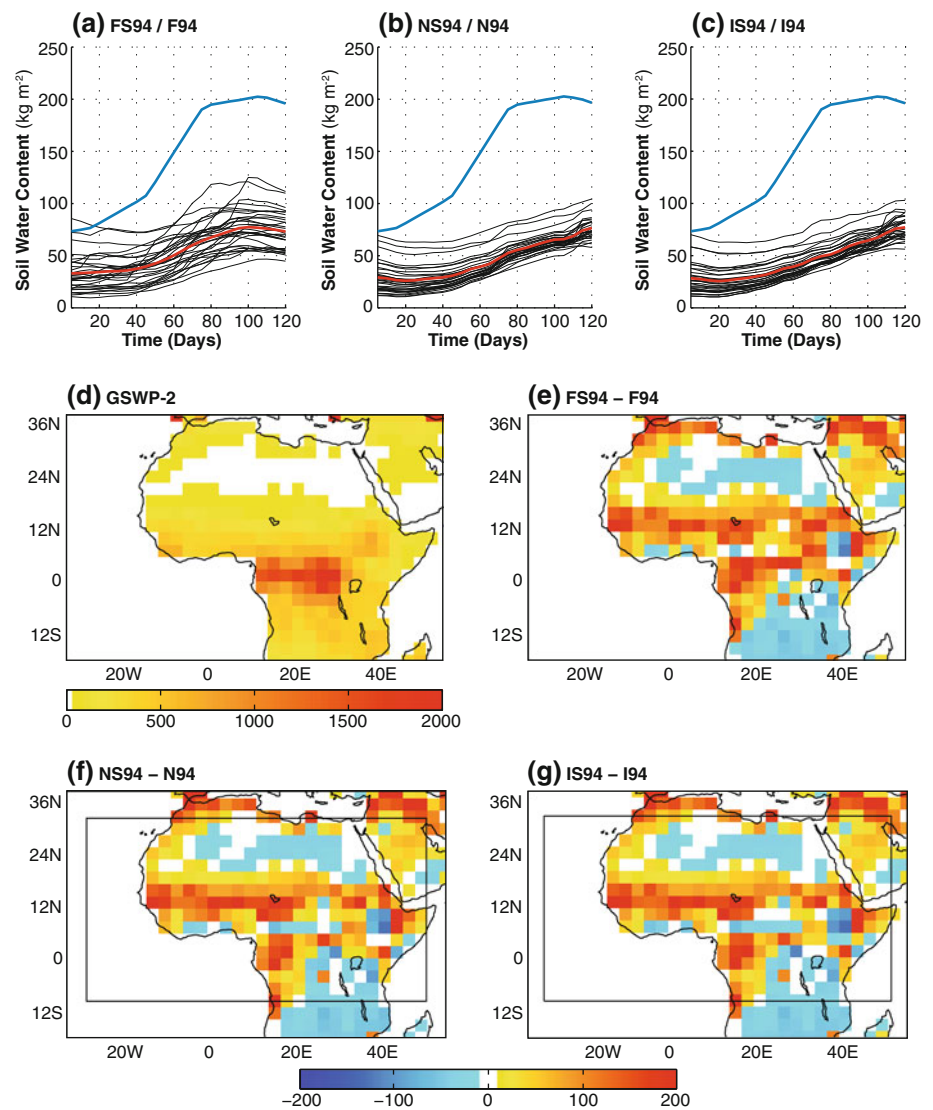 (a) FS94 / F94
(b) NS94 / N94
(c) IS94 / I94
Soil Water Content (kg m-2)
250
200
150
100
50
0
20 40 60 80 100 120
Time (Days)
Soil Water Content (kg m-2)
250
200
150
100
50
0
20 40 60 80 100 120
Time (Days)
Soil Water Content (kg m-2)
250
200
150
100
50
0
20 40 60 80 100 120
Time (Days)
(d) GSWP-2
36N
24N
12N
0
12S
20W 0 20E 40E
0 500 1000 1500 2000
(e) FS94 – F94
36N
24N
12N
0
12S
20W 0 20E 40E
(f) NS94 – N94
36N
24N
12N
0
12S
20W 0 20E 40E
(g) IS94 – I94
36N
24N
12N
0
12S
20W 0 20E 40E
−200 −100 0 100 200